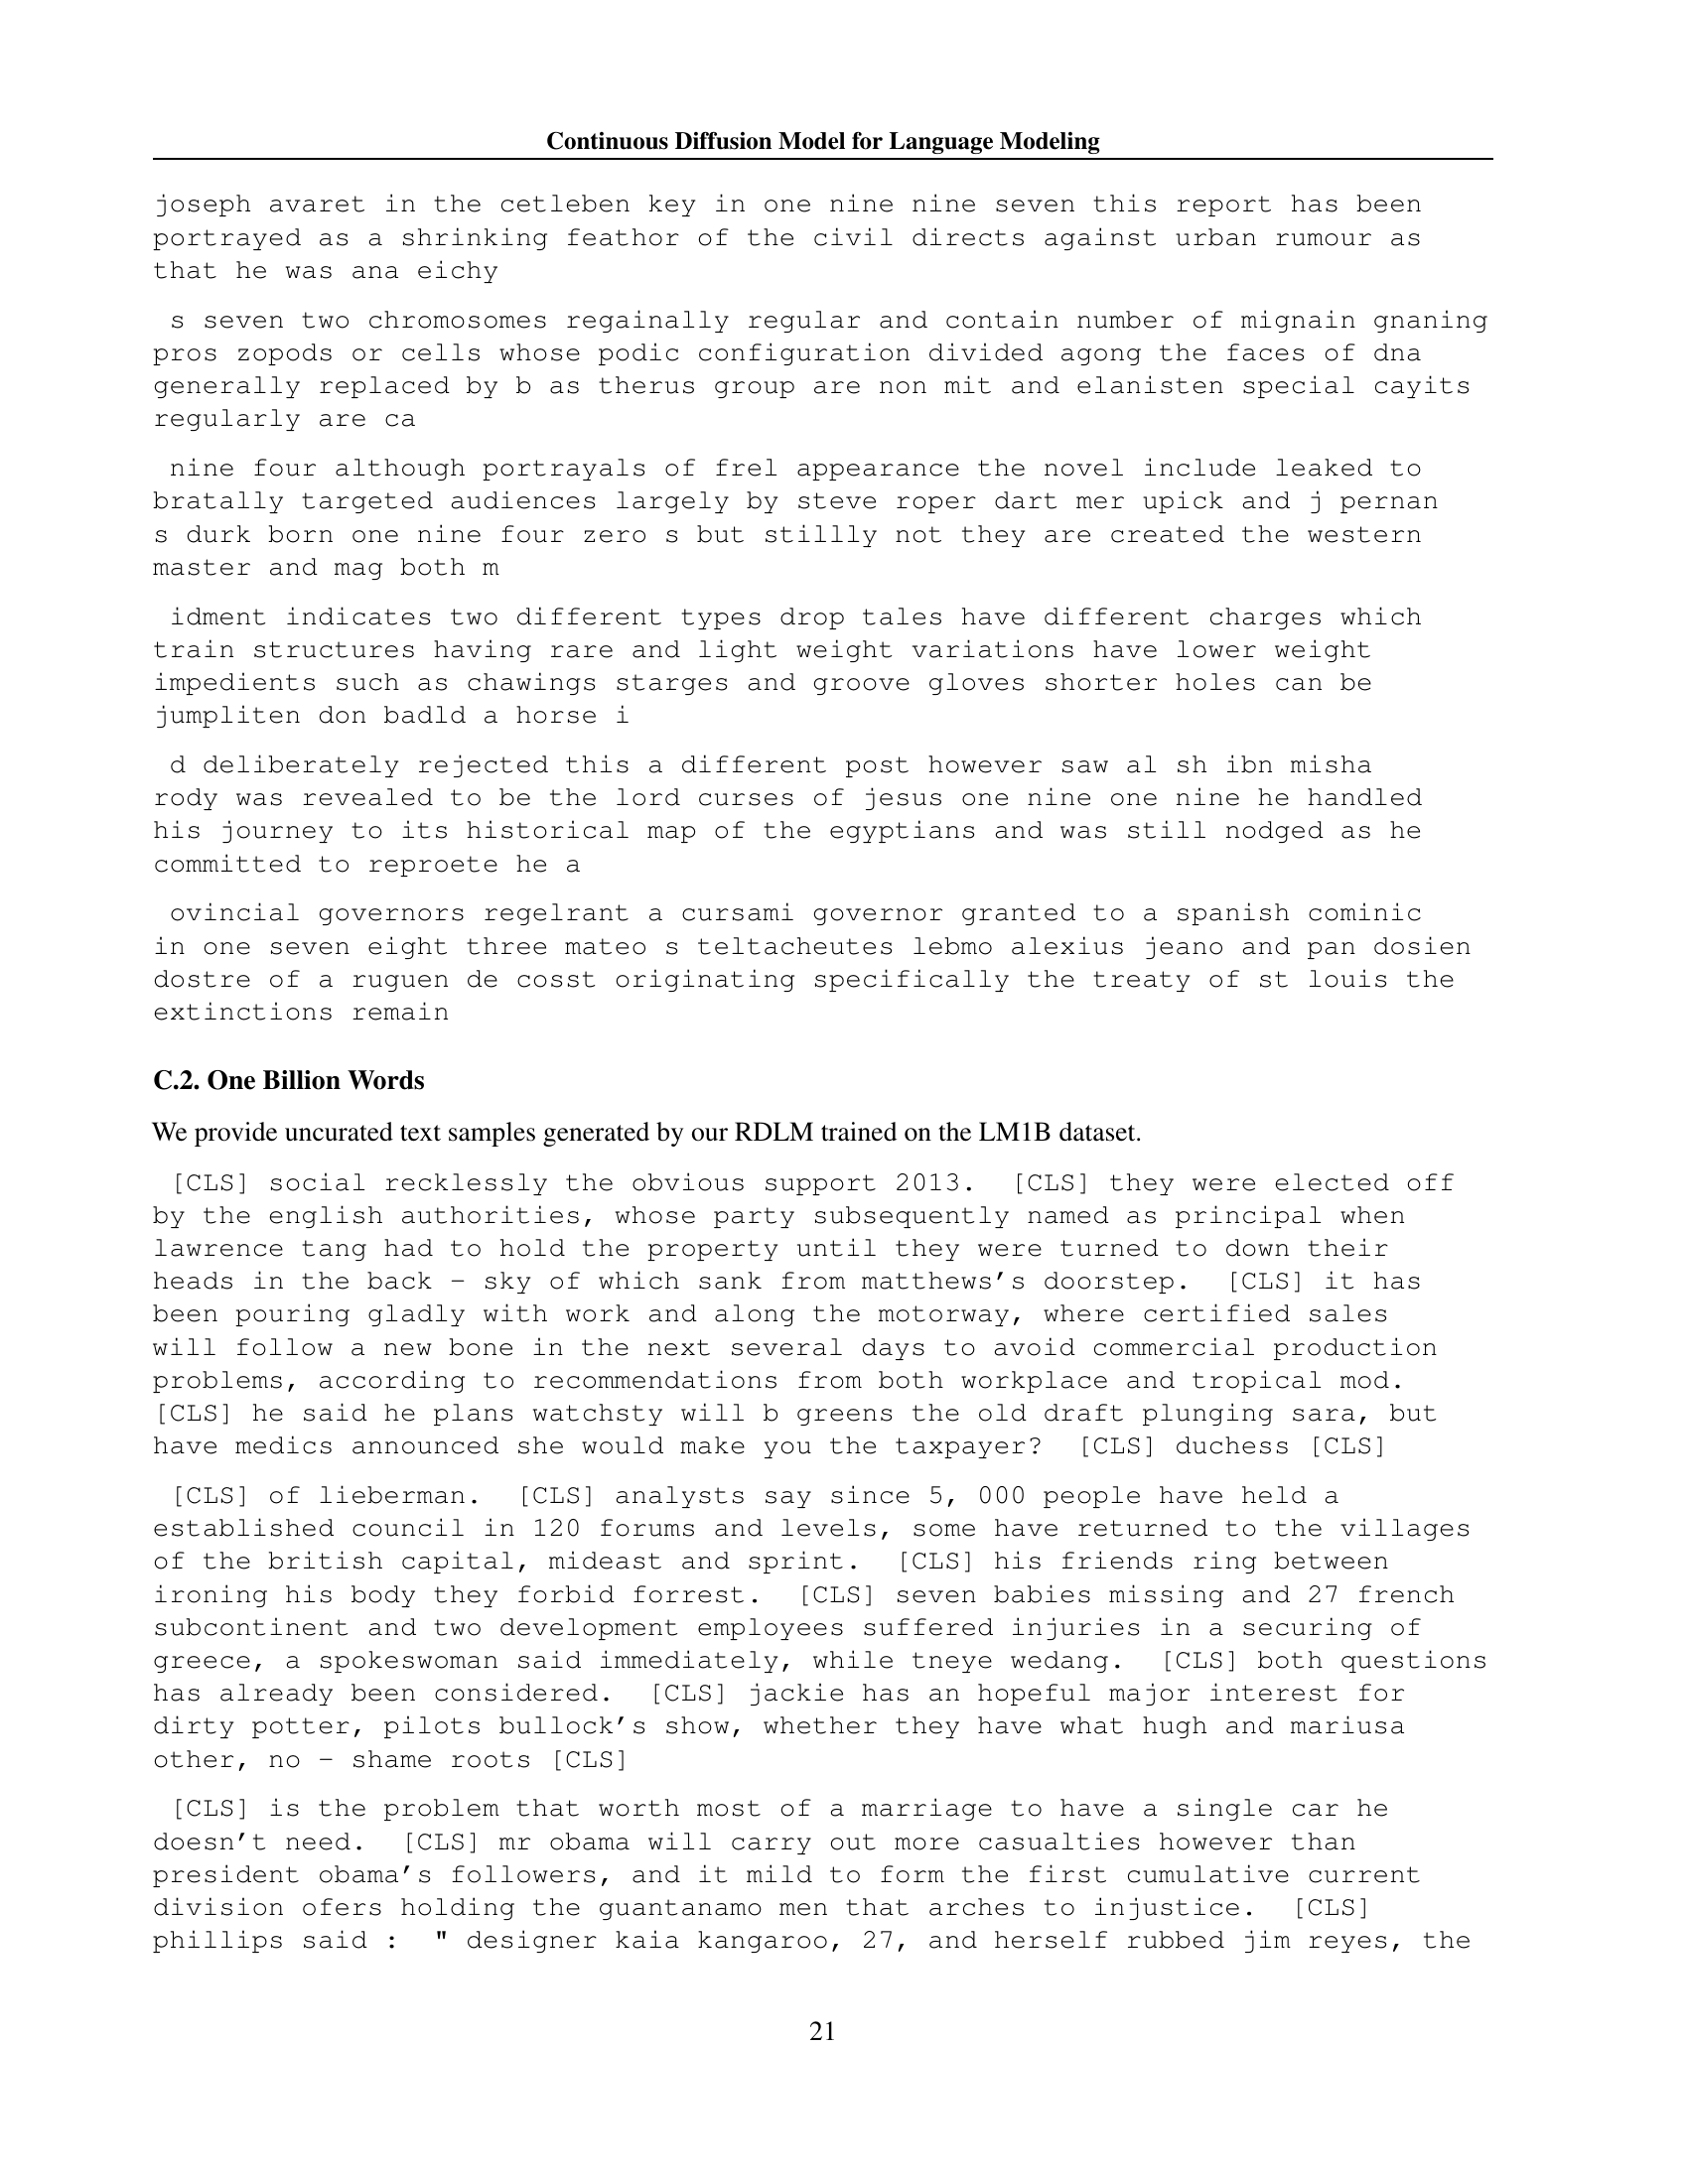 Continuous Diffusion Model for Language Modeling
joseph avaret in the cetleben key in one nine nine seven this report has been
portrayed as a shrinking feathor of the civil directs against urban rumour as
that he was ana eichy
s seven two chromosomes regainally regular and contain number of mignain gnaning
pros zopods or cells whose podic configuration divided agong the faces of dna
generally replaced by b as therus group are non mit and elanisten special cayits
regularly are ca
nine four although portrayals of frel appearance the novel include leaked to
bratally targeted audiences largely by steve roper dart mer upick and j pernan
s durk born one nine four zero s but stillly not they are created the western
master and mag both m
idment indicates two different types drop tales have different charges which
train structures having rare and light weight variations have lower weight
impedients such as chawings starges and groove gloves shorter holes can be
jumpliten don badld a horse i
d deliberately rejected this a different post however saw al sh ibn misha
rody was revealed to be the lord curses of jesus one nine one nine he handled
his journey to its historical map of the egyptians and was still nodged as he
committed to reproete he a
ovincial governors regelrant a cursami governor granted to a spanish cominic
in one seven eight three mateo s teltacheutes lebmo alexius jeano and pan dosien
dostre of a ruguen de cosst originating specifically the treaty of st louis the
extinctions remain
C.2. One Billion Words
We provide uncurated text samples generated by our RDLM trained on the LM1B dataset.
[CLS] social recklessly the obvious support 2013. [CLS] they were elected off
by the english authorities, whose party subsequently named as principal when
lawrence tang had to hold the property until they were turned to down their
heads in the back - sky of which sank from matthews's doorstep. [CLS] it has
been pouring gladly with work and along the motorway, where certified sales
will follow a new bone in the next several days to avoid commercial production
problems, according to recommendations from both workplace and tropical mod.
[CLS] he said he plans watchsty will b greens the old draft plunging sara, but
have medics announced she would make you the taxpayer? [CLS] duchess [CLS]
[CLS] of lieberman. [CLS] analysts say since 5, 000 people have held a
established council in 120 forums and levels, some have returned to the villages
of the british capital, mideast and sprint. [CLS] his friends ring between
ironing his body they forbid forrest. [CLS] seven babies missing and 27 french
subcontinent and two development employees suffered injuries in a securing of
greece, a spokeswoman said immediately, while tneye wedang. [CLS] both questions
has already been considered. [CLS] jackie has an hopeful major interest for
dirty potter, pilots bullock's show, whether they have what hugh and mariusa
other, no - shame roots [CLS]
[CLS] is the problem that worth most of a marriage to have a single car he
doesn't need. [CLS] mr obama will carry out more casualties however than
president obama's followers, and it mild to form the first cumulative current
division ofers holding the guantanamo men that arches to injustice. [CLS]
phillips said : " designer kaia kangaroo, 27, and herself rubbed jim reyes, the
21